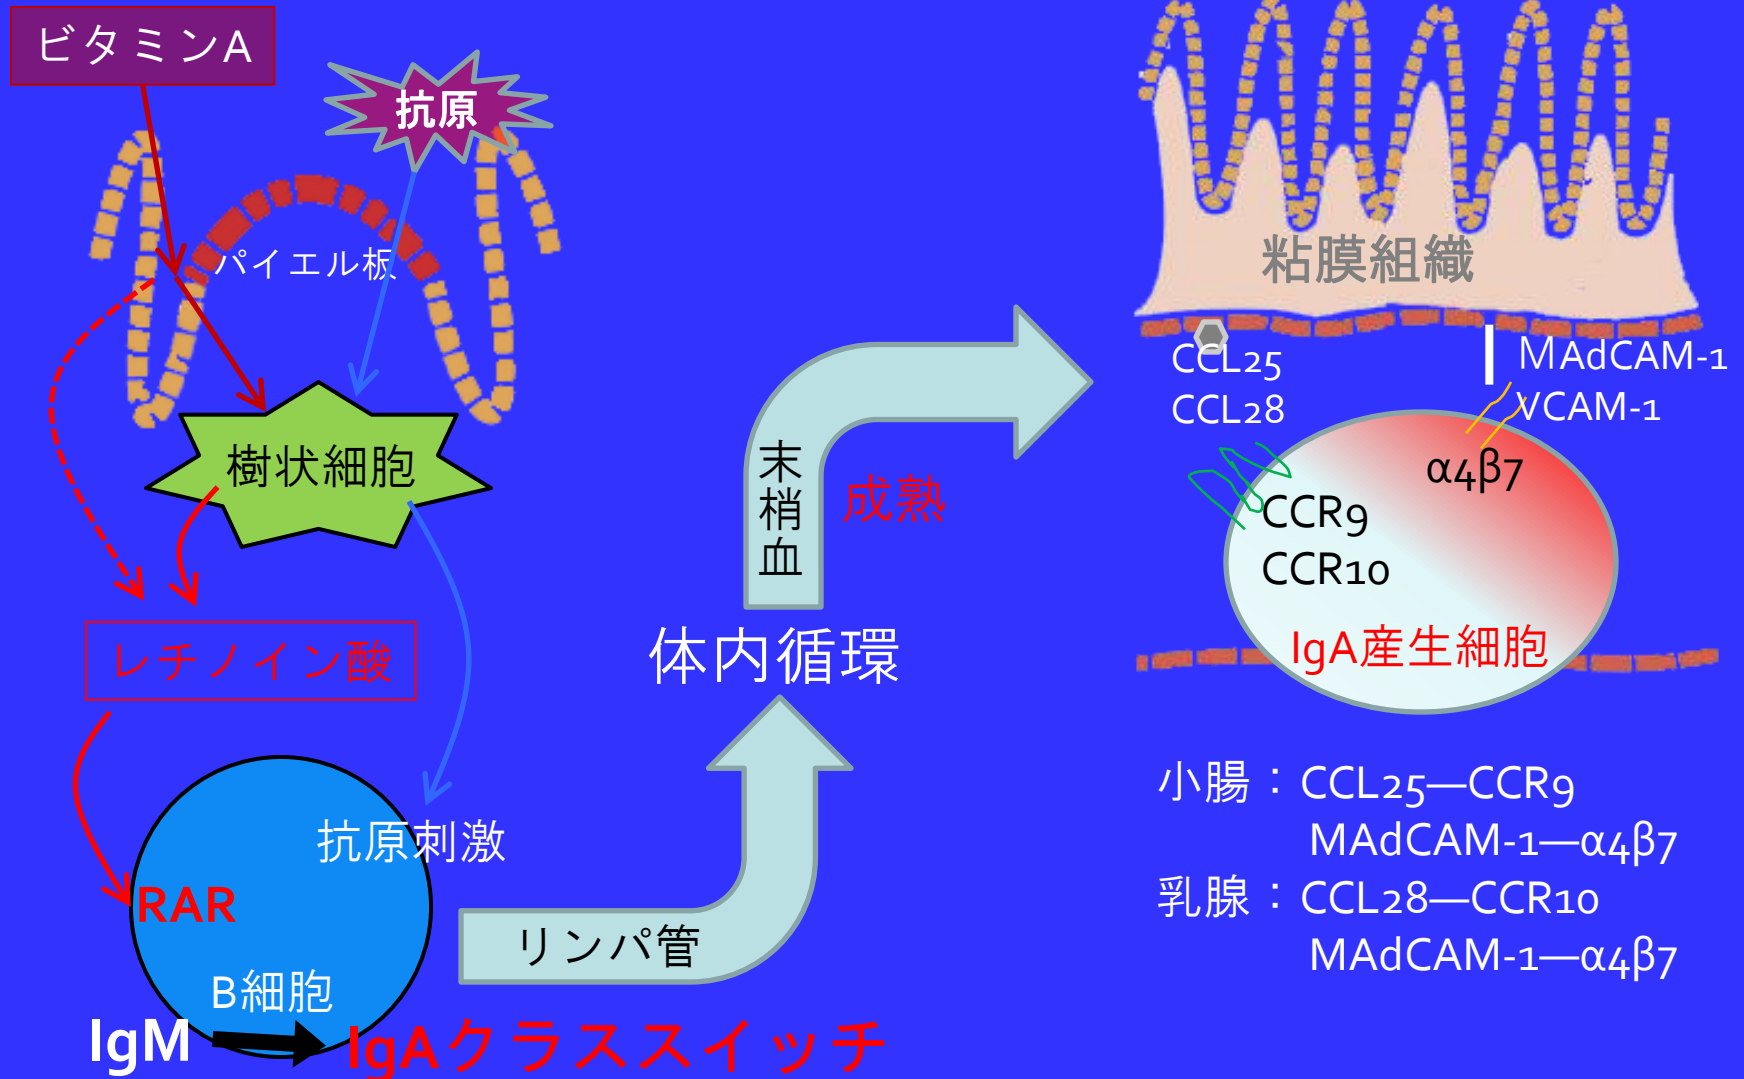 ビタミンA
抗原
パイエル板
樹状細胞
レチノイン酸
抗原刺激
RAR
B細胞
IgM
IgAクラススイッチ
リンパ管
体内循環
末梢血
成熟
粘膜組織
CCL25
CCL28
MAdCAM-1
VCAM-1
α4β7
CCR9
CCR10
IgA産生細胞
小腸：CCL25—CCR9
MAdCAM-1—α4β7
乳腺：CCL28—CCR10
MAdCAM-1—α4β7